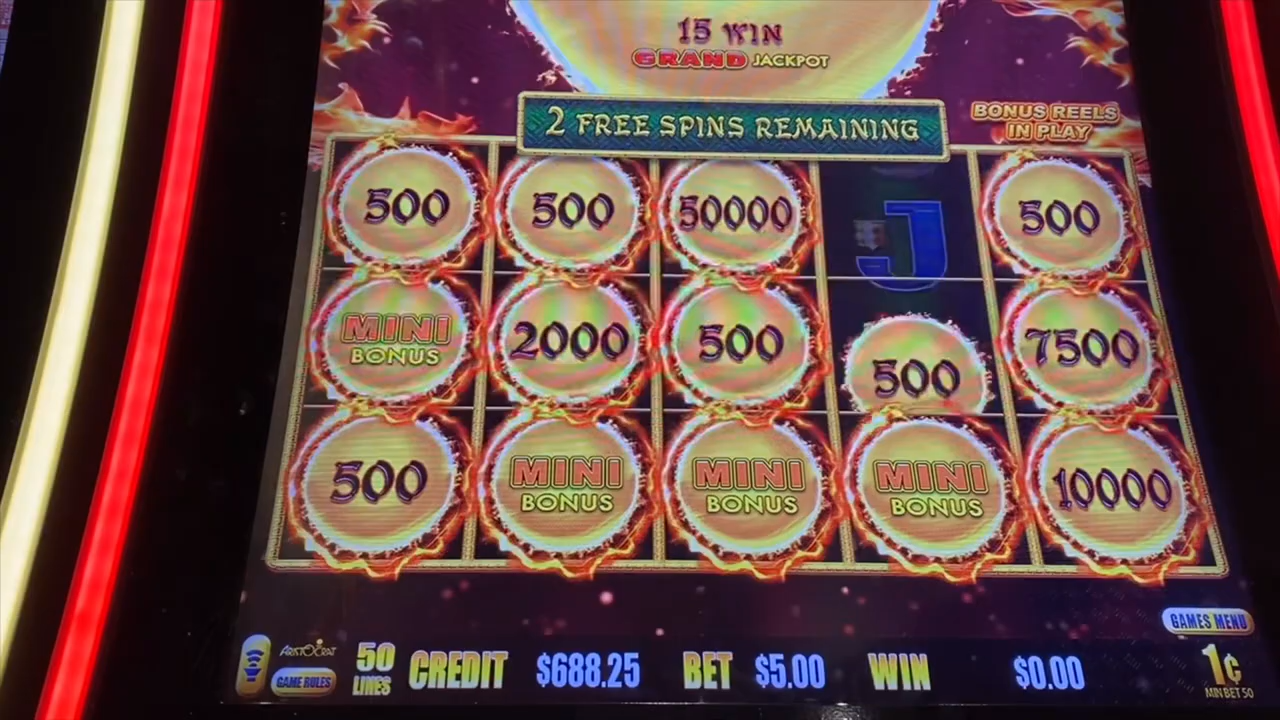 15 WIN
GRAND JACKPOT
2 FREE SPINS REMAINING
BONUS REELS
IN PLAY
500 500 50000 J 500
MINI
BONUS
2000 500 500 7500
500
MINI
BONUS
MINI
BONUS
MINI
BONUS
10000
GAMES MENU
ARISTOCRAT
GAME RULES
50
LINES
CREDIT $688.25 BET $5.00 WIN $0.00
1¢
MIN BET 50